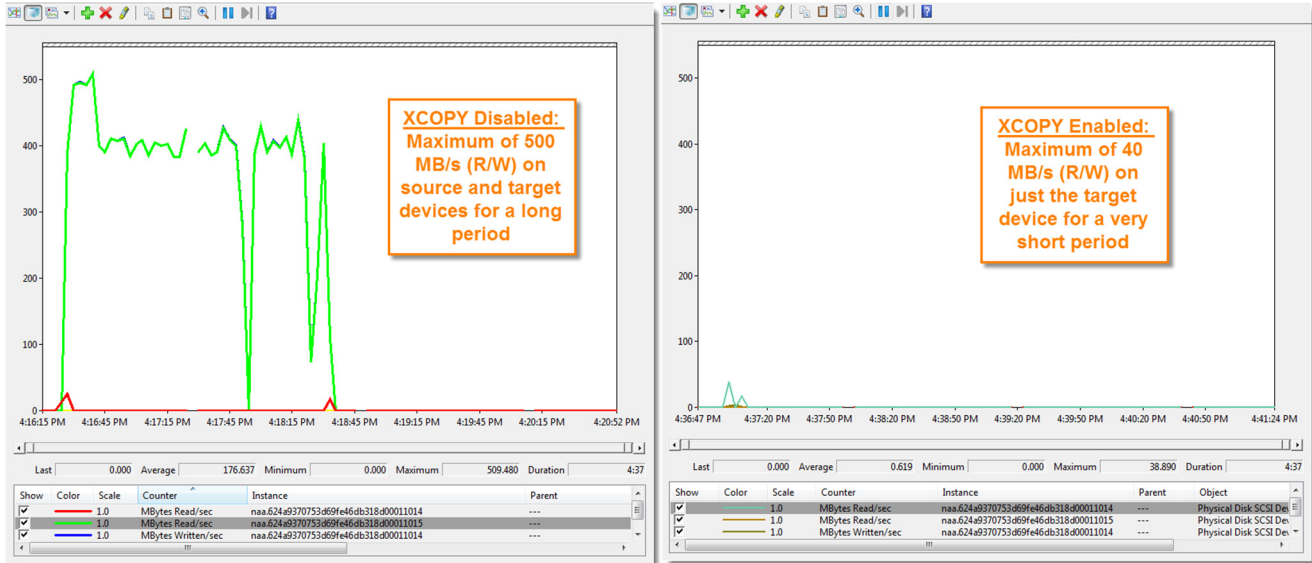 500
400
300
200
100
0
XCOPY Disabled:
Maximum of 500
MB/s (R/W) on
source and target
devices for a long
period
4:16:15 PM 4:16:45 PM 4:17:15 PM 4:17:45 PM 4:18:15 PM 4:18:45 PM 4:19:15 PM 4:19:45 PM 4:20:15 PM 4:20:52 PM
Last 0.000 Average 176.637 Minimum 0.000 Maximum 509.480 Duration 4:37
Show Color Scale Counter Instance Parent
1.0 MBytes Read/sec naa.624a9370753d69fe46db318d00011014 ---
1.0 MBytes Read/sec naa.624a9370753d69fe46db318d00011015 ---
1.0 MBytes Written/sec naa.624a9370753d69fe46db318d00011014 ---
500
400
300
200
100
0
XCOPY Enabled:
Maximum of 40
MB/s (R/W) on
just the target
device for a very
short period
4:36:47 PM 4:37:20 PM 4:37:50 PM 4:38:20 PM 4:38:50 PM 4:39:20 PM 4:39:50 PM 4:40:20 PM 4:40:50 PM 4:41:24 PM
Last 0.000 Average 0.619 Minimum 0.000 Maximum 38.890 Duration 4:37
Show Color Scale Counter Instance Parent Object
1.0 MBytes Read/sec naa.624a9370753d69fe46db318d00011014 --- Physical Disk SCSI Dev
1.0 MBytes Read/sec naa.624a9370753d69fe46db318d00011015 --- Physical Disk SCSI Dev
1.0 MBytes Written/sec naa.624a9370753d69fe46db318d00011014 --- Physical Disk SCSI Dev